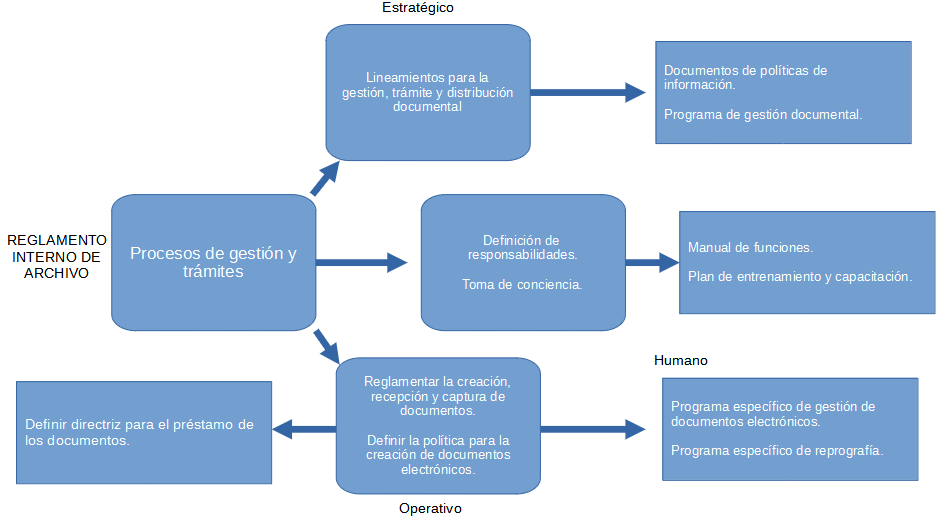 Estratégico
Lineamientos para la
gestión, trámite y distribución
documental
Documentos de políticas de
información.
Programa de gestión documental.
REGLAMENTO
INTERNO DE
ARCHIVO
Procesos de gestión y
trámites
Definición de
responsabilidades.
Toma de conciencia.
Manual de funciones.
Plan de entrenamiento y capacitación.
Humano
Definir directriz para el préstamo de
los documentos.
Reglamentar la creación,
recepción y captura de
documentos.
Definir la política para la
creación de documentos
electrónicos.
Programa específico de gestión de
documentos electrónicos.
Programa específico de reprografía.
Operativo